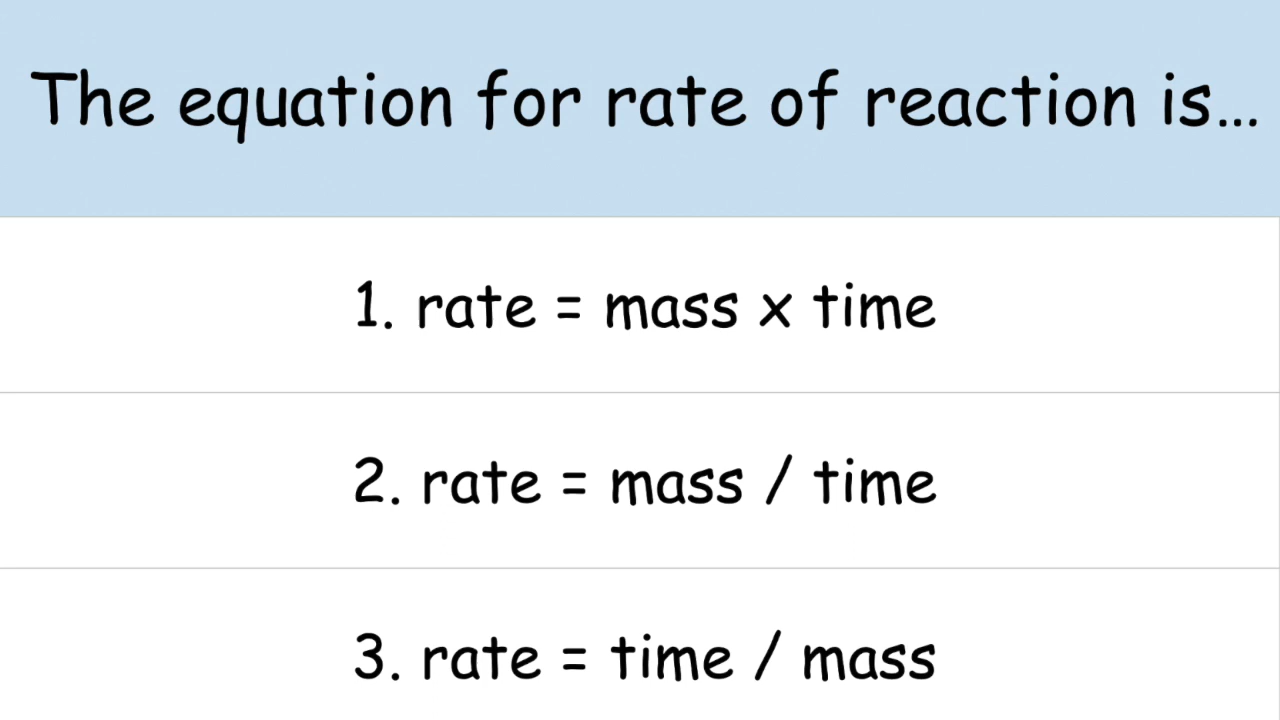 The equation for rate of reaction is...
1. rate = mass x time
2. rate = mass / time
3. rate = time / mass